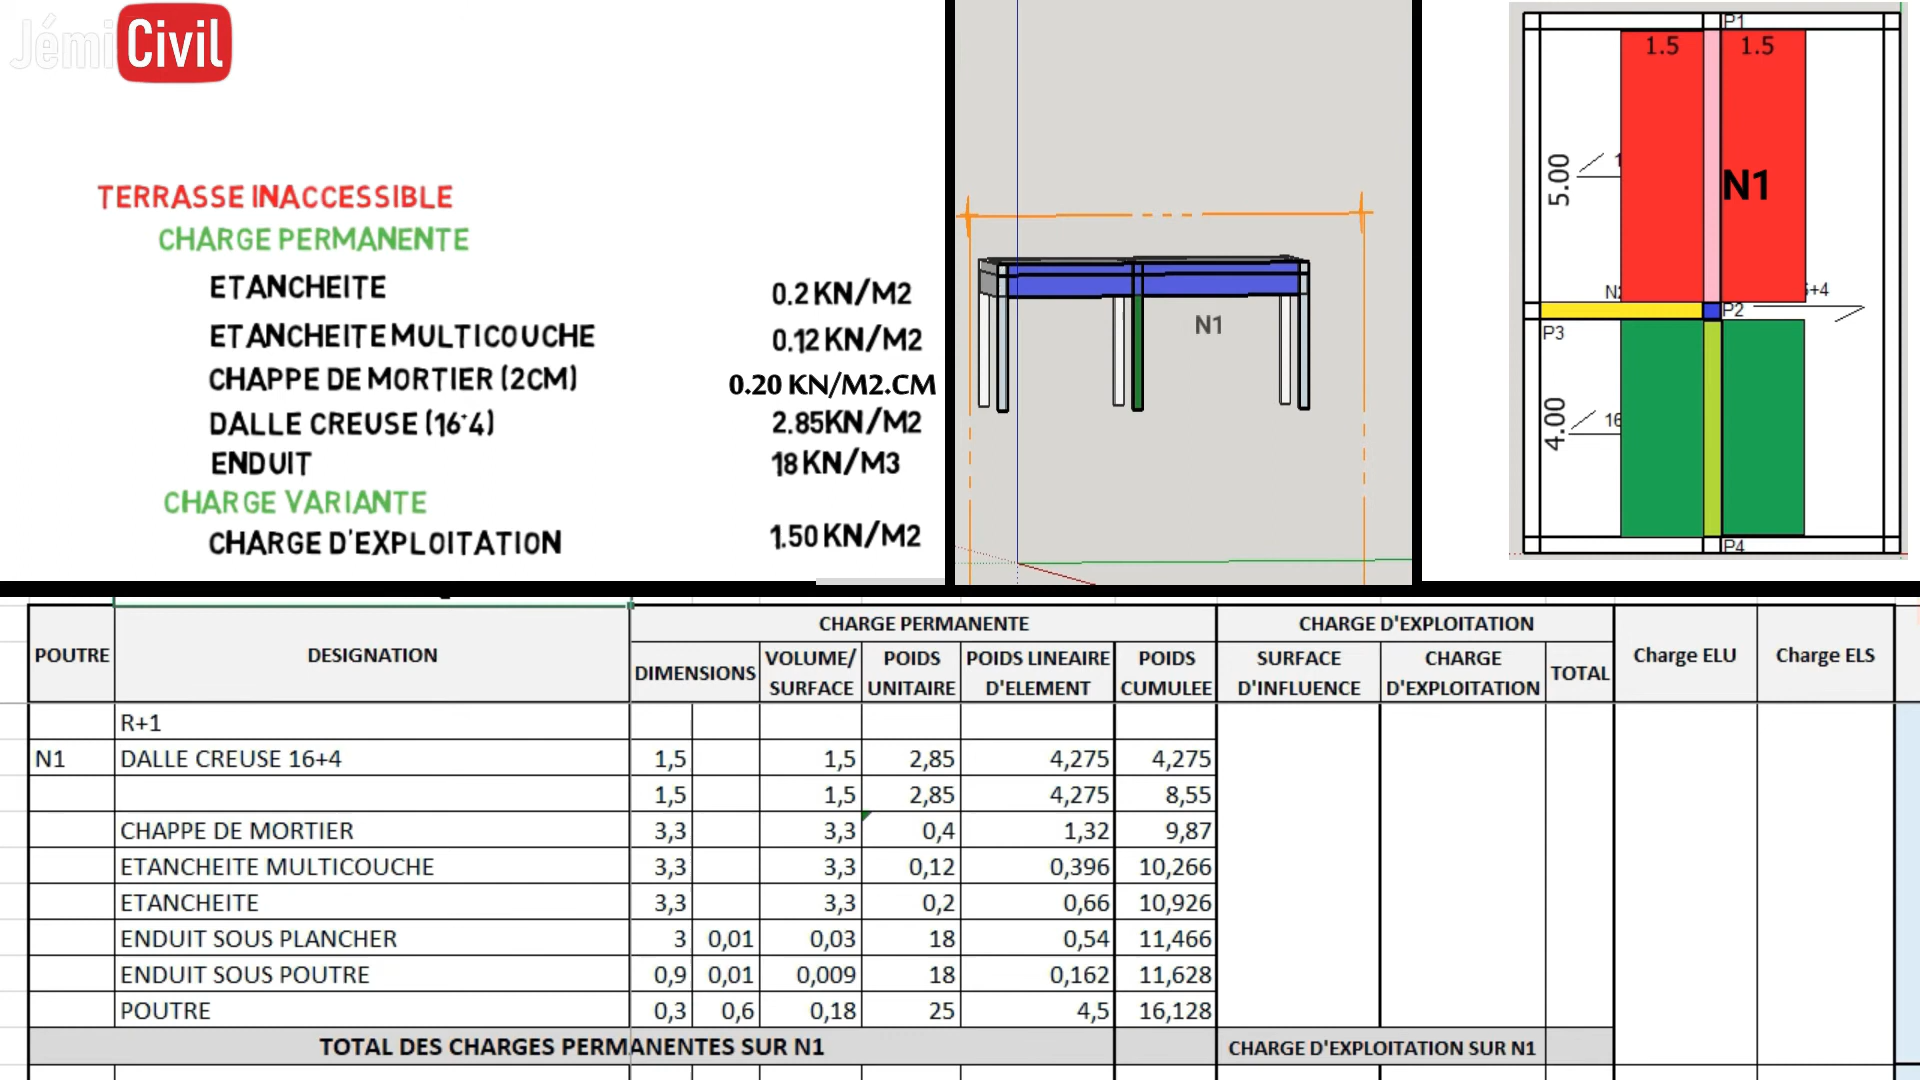 Jémi Civil
TERRASSE INACCESSIBLE
CHARGE PERMANENTE
ETANCHEITE 0.2 KN/M2
ETANCHEITE MULTICOUCHE 0.12 KN/M2
CHAPPE DE MORTIER (2CM) 0.20 KN/M2.CM
DALLE CREUSE (16+4) 2.85KN/M2
ENDUIT 18 KN/M3
CHARGE VARIANTE
CHARGE D'EXPLOITATION 1.50 KN/M2
N1
P1
1.5 1.5
5.00
N1
P2
P3
4.00
16
P4
CHARGE PERMANENTE CHARGE D'EXPLOITATION
POUTRE DESIGNATION DIMENSIONS VOLUME/ SURFACE POIDS UNITAIRE POIDS LINEAIRE D'ELEMENT POIDS CUMULEE SURFACE D'INFLUENCE CHARGE D'EXPLOITATION TOTAL Charge ELU Charge ELS
R+1
N1 DALLE CREUSE 16+4 1,5 1,5 2,85 4,275 4,275
1,5 1,5 2,85 4,275 8,55
CHAPPE DE MORTIER 3,3 3,3 0,4 1,32 9,87
ETANCHEITE MULTICOUCHE 3,3 3,3 0,12 0,396 10,266
ETANCHEITE 3,3 3,3 0,2 0,66 10,926
ENDUIT SOUS PLANCHER 3 0,01 0,03 18 0,54 11,466
ENDUIT SOUS POUTRE 0,9 0,01 0,009 18 0,162 11,628
POUTRE 0,3 0,6 0,18 25 4,5 16,128
TOTAL DES CHARGES PERMANENTES SUR N1 CHARGE D'EXPLOITATION SUR N1